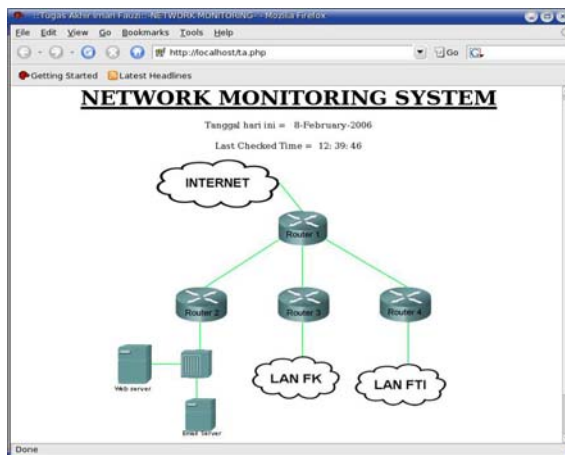 ::Tugas Akhir Iman Fauzi::-NETWORK MONITORING- - Mozilla Firefox
File Edit View Go Bookmarks Tools Help
http://localhost/ta.php
Go
Getting Started Latest Headlines
NETWORK MONITORING SYSTEM
Tanggal hari ini = 8-February-2006
Last Checked Time = 12: 39: 46
INTERNET
Router 1
Router 2 Router 3 Router 4
Web server
LAN FK LAN FTI
Email Server
Done